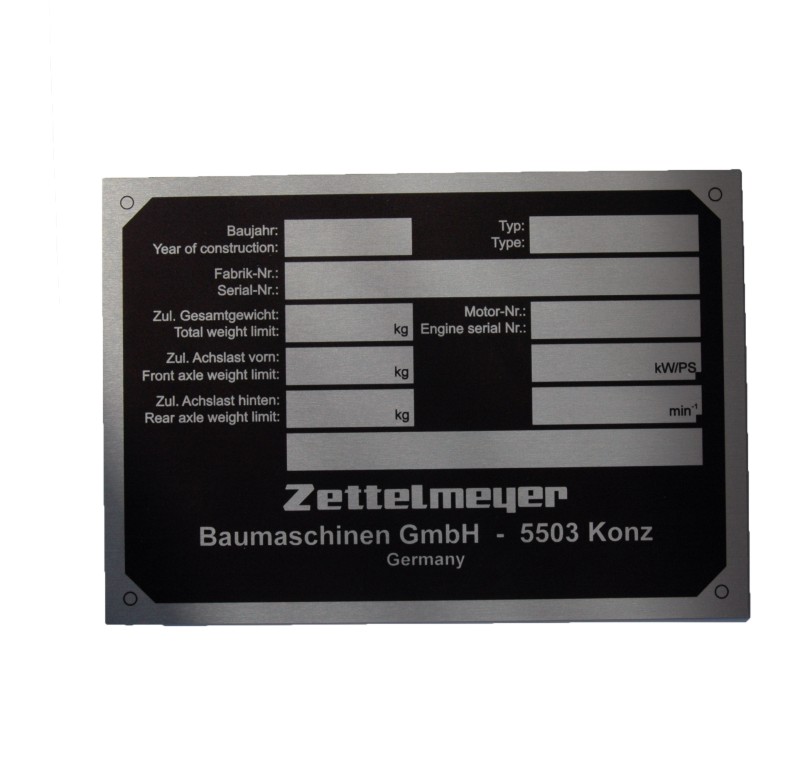 Baujahr:
Year of construction:
Typ:
Type:
Fabrik-Nr.:
Serial-Nr.:
Zul. Gesamtgewicht:
Total weight limit:
kg
Motor-Nr.:
Engine serial Nr.:
Zul. Achslast vorn:
Front axle weight limit:
kg
kW/PS
Zul. Achslast hinten:
Rear axle weight limit:
kg
min⁻¹
Zettelmeyer
Baumaschinen GmbH - 5503 Konz
Germany